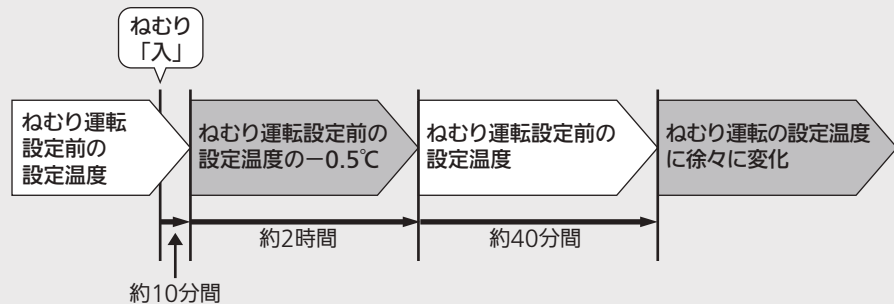 ねむり
「入」
ねむり運転
設定前の
設定温度
ねむり運転設定前の
設定温度の－0.5℃
ねむり運転設定前の
設定温度
ねむり運転の設定温度
に徐々に変化
約2時間
約40分間
約10分間